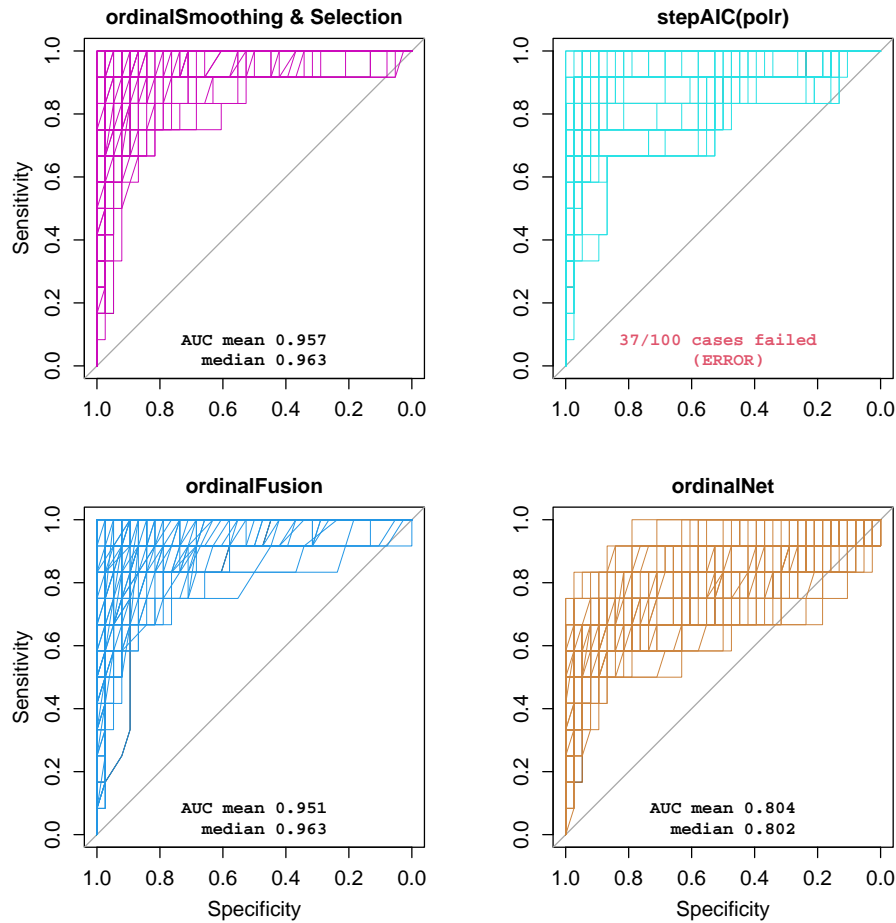 ordinalSmoothing & Selection
Sensitivity
1.0
0.8
0.6
0.4
0.2
0.0
AUC mean 0.957
median 0.963
1.0 0.8 0.6 0.4 0.2 0.0
stepAIC(polr)
1.0
0.8
0.6
0.4
0.2
0.0
37/100 cases failed
(ERROR)
1.0 0.8 0.6 0.4 0.2 0.0
ordinalFusion
Sensitivity
1.0
0.8
0.6
0.4
0.2
0.0
AUC mean 0.951
median 0.963
1.0 0.8 0.6 0.4 0.2 0.0
Specificity
ordinalNet
1.0
0.8
0.6
0.4
0.2
0.0
AUC mean 0.804
median 0.802
1.0 0.8 0.6 0.4 0.2 0.0
Specificity